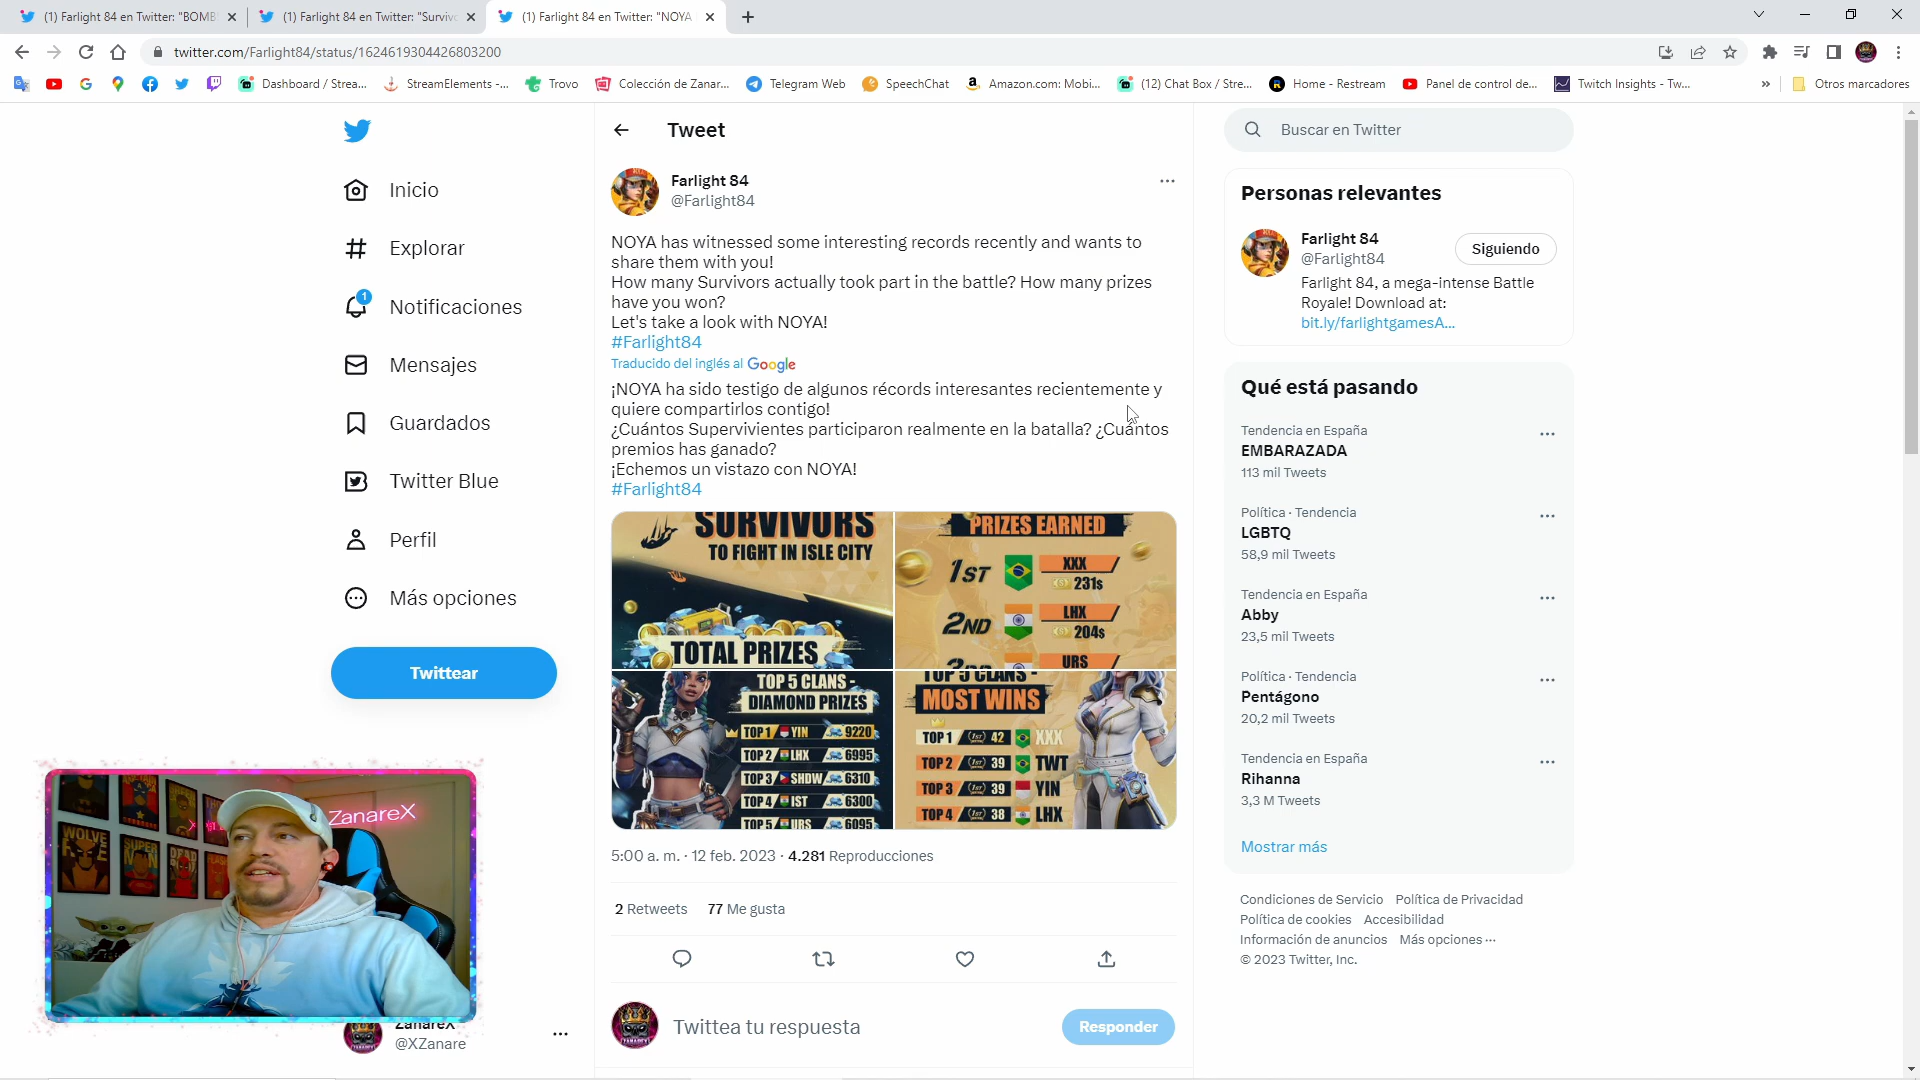 (1) Farlight 84 en Twitter: "BOMB
(1) Farlight 84 en Twitter: "Surviv
(1) Farlight 84 en Twitter: "NOYA
twitter.com/Farlight84/status/1624619304426803200
Dashboard / Strea...
StreamElements -...
Trovo
Colección de Zanar...
Telegram Web
SpeechChat
Amazon.com: Mobi...
(12) Chat Box / Stre...
Home - Restream
Panel de control de...
Twitch Insights - Tw...
»
Otros marcadores
Inicio
Explorar
1
Notificaciones
Mensajes
Guardados
Twitter Blue
Perfil
Más opciones
Twittear
ZanareX
WOLVE
SUPER
DEAD
ZanareX
@XZanare
Tweet
Farlight 84
@Farlight84
NOYA has witnessed some interesting records recently and wants to
share them with you!
How many Survivors actually took part in the battle? How many prizes
have you won?
Let's take a look with NOYA!
#Farlight84
Traducido del inglés al Google
¡NOYA ha sido testigo de algunos récords interesantes recientemente y
quiere compartirlos contigo!
¿Cuántos Supervivientes participaron realmente en la batalla? ¿Cuántos
premios has ganado?
¡Echemos un vistazo con NOYA!
#Farlight84
SURVIVORS
TO FIGHT IN ISLE CITY
TOTAL PRIZES
PRIZES EARNED
1ST XXX
231$
2ND LHX
204$
3RD URS
TOP 5 CLANS -
DIAMOND PRIZES
TOP 1 YIN 9220
TOP 2 LHX 6995
TOP 3 SHDW 6310
TOP 4 IST 6300
TOP 5 URS 6095
TOP 5 CLANS -
MOST WINS
TOP 1 1st 42 XXX
TOP 2 1st 39 TWT
TOP 3 1st 39 YIN
TOP 4 1st 38 LHX
5:00 a. m. · 12 feb. 2023 · 4.281 Reproducciones
2 Retweets 77 Me gusta
Twittea tu respuesta
Responder
Buscar en Twitter
Personas relevantes
Farlight 84
@Farlight84
Siguiendo
Farlight 84, a mega-intense Battle
Royale! Download at:
bit.ly/farlightgamesA...
Qué está pasando
Tendencia en España
EMBARAZADA
113 mil Tweets
Política · Tendencia
LGBTQ
58,9 mil Tweets
Tendencia en España
Abby
23,5 mil Tweets
Política · Tendencia
Pentágono
20,2 mil Tweets
Tendencia en España
Rihanna
3,3 M Tweets
Mostrar más
Condiciones de Servicio Política de Privacidad
Política de cookies Accesibilidad
Información de anuncios Más opciones ···
© 2023 Twitter, Inc.